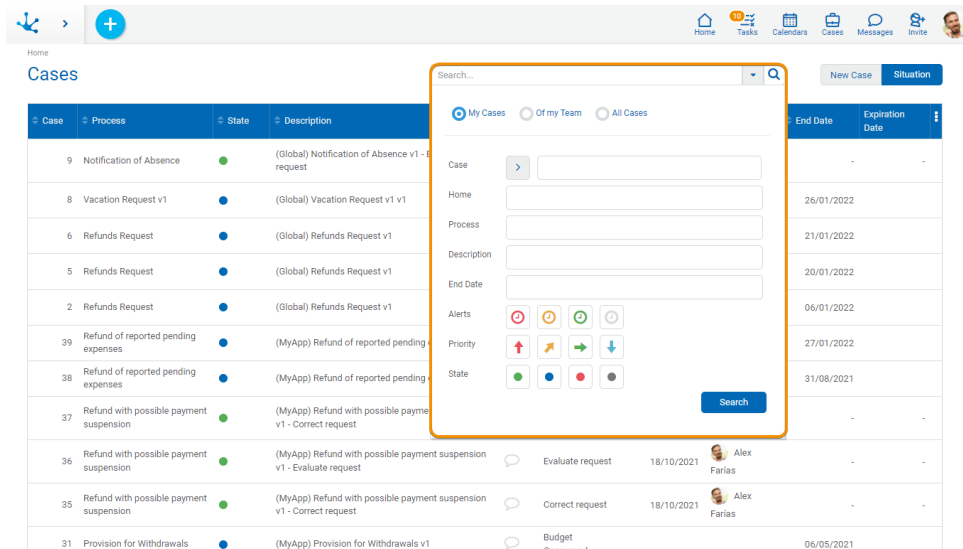 10
Home
Tasks
Calendars
Cases
Messages
Invite
Home
Cases
Search...
New Case
Situation
Case
Process
State
Description
End Date
Expiration
Date
My Cases
Of my Team
All Cases
Case
Home
Process
Description
End Date
Alerts
Priority
State
Search
9 Notification of Absence (Global) Notification of Absence v1 -
request - -
8 Vacation Request v1 (Global) Vacation Request v1 v1 26/01/2022
6 Refunds Request (Global) Refunds Request v1 21/01/2022
5 Refunds Request (Global) Refunds Request v1 20/01/2022
2 Refunds Request (Global) Refunds Request v1 06/01/2022
39 Refund of reported pending
expenses (MyApp) Refund of reported pending 27/01/2022
38 Refund of reported pending
expenses (MyApp) Refund of reported pending 31/08/2021
37 Refund with possible payment
suspension (MyApp) Refund with possible payme
v1 - Correct request - -
36 Refund with possible payment
suspension (MyApp) Refund with possible payment suspension
v1 - Evaluate request Evaluate request 18/10/2021 Alex
Farías - -
35 Refund with possible payment
suspension (MyApp) Refund with possible payment suspension
v1 - Correct request Correct request 18/10/2021 Alex
Farías - -
31 Provision for Withdrawals (MyApp) Provision for Withdrawals v1 Budget
06/05/2021